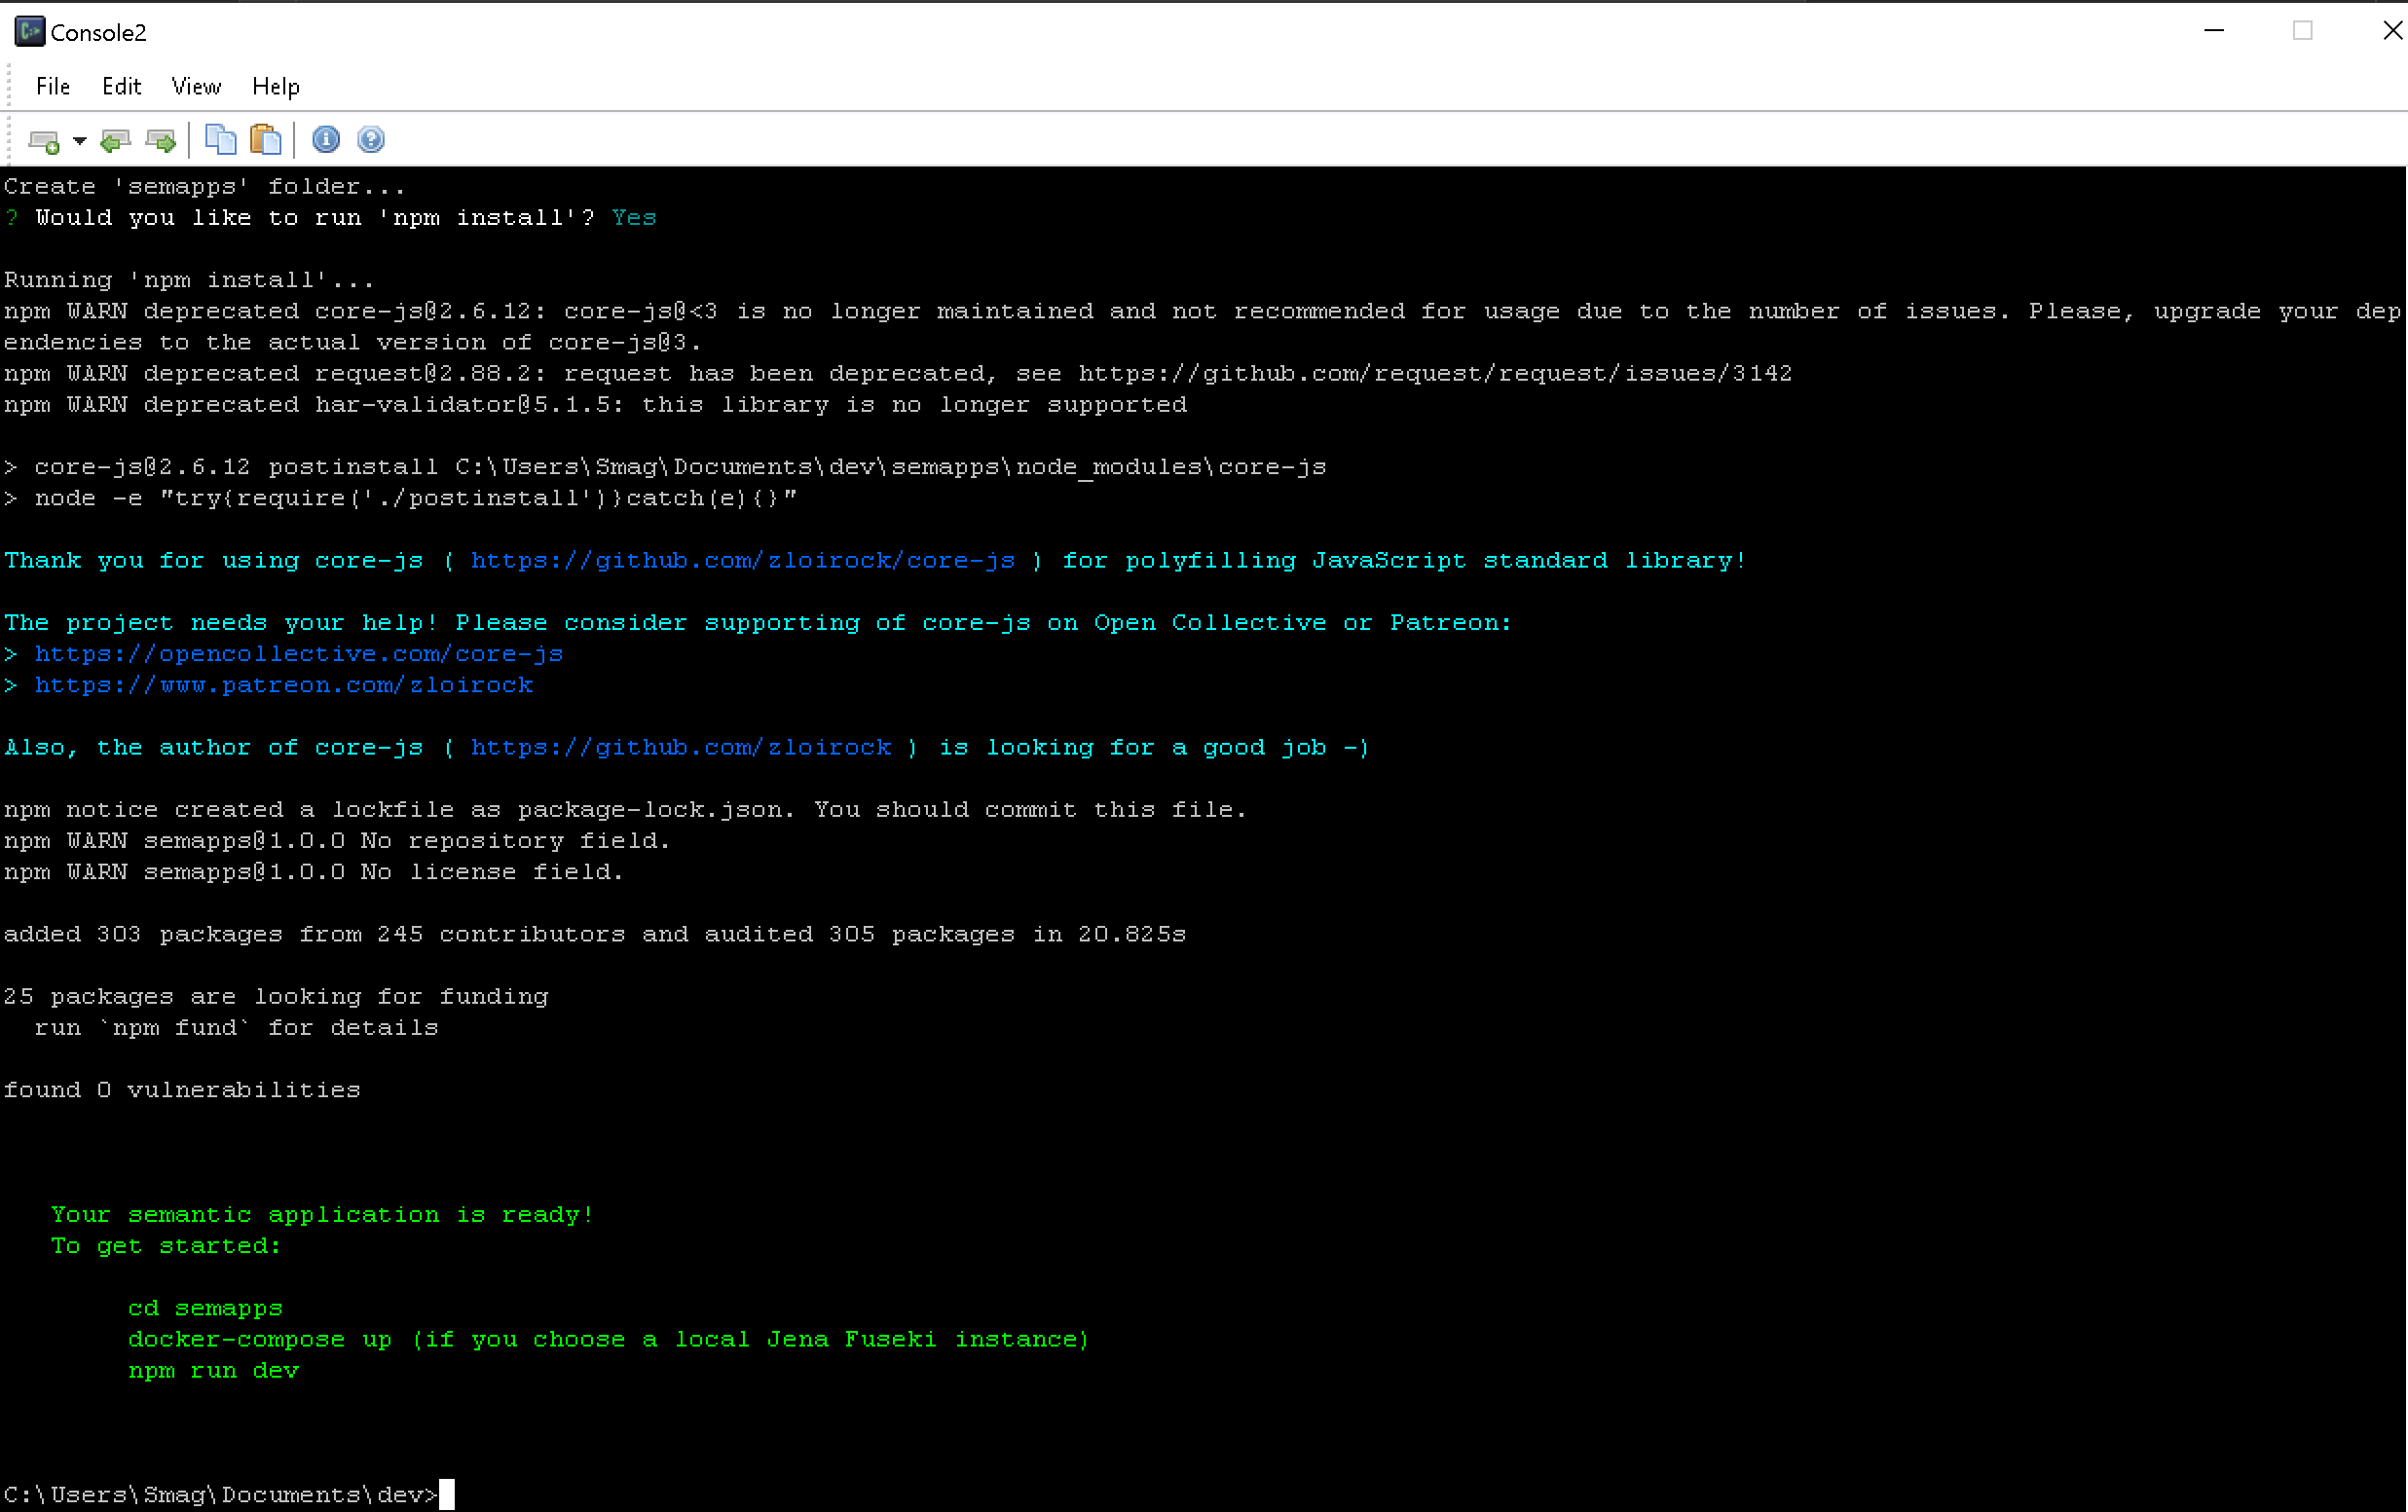 Console2
File Edit View Help
Create 'semapps' folder...
? Would you like to run 'npm install'? Yes
Running 'npm install'...
npm WARN deprecated core-js@2.6.12: core-js@<3 is no longer maintained and not recommended for usage due to the number of issues. Please, upgrade your dep
endencies to the actual version of core-js@3.
npm WARN deprecated request@2.88.2: request has been deprecated, see https://github.com/request/request/issues/3142
npm WARN deprecated har-validator@5.1.5: this library is no longer supported
> core-js@2.6.12 postinstall C:\Users\Smag\Documents\dev\semapps\node_modules\core-js
> node -e "try{require('./postinstall')}catch(e){}"
Thank you for using core-js ( https://github.com/zloirock/core-js ) for polyfilling JavaScript standard library!
The project needs your help! Please consider supporting of core-js on Open Collective or Patreon:
> https://opencollective.com/core-js
> https://www.patreon.com/zloirock
Also, the author of core-js ( https://github.com/zloirock ) is looking for a good job -)
npm notice created a lockfile as package-lock.json. You should commit this file.
npm WARN semapps@1.0.0 No repository field.
npm WARN semapps@1.0.0 No license field.
added 303 packages from 245 contributors and audited 305 packages in 20.825s
25 packages are looking for funding
run `npm fund` for details
found 0 vulnerabilities
Your semantic application is ready!
To get started:
cd semapps
docker-compose up (if you choose a local Jena Fuseki instance)
npm run dev
C:\Users\Smag\Documents\dev>